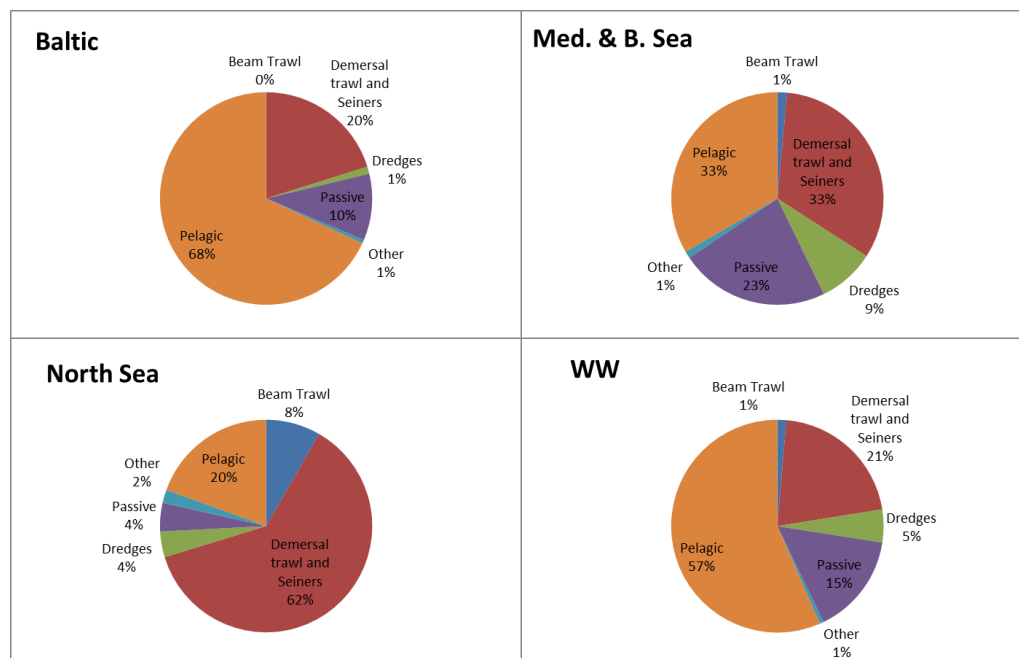 Baltic
Beam Trawl
0%
Demersal
trawl and
Seiners
20%
Dredges
1%
Passive
10%
Other
1%
Pelagic
68%
Med. & B. Sea
Beam Trawl
1%
Demersal
trawl and
Seiners
33%
Dredges
9%
Passive
23%
Other
1%
Pelagic
33%
North Sea
Beam Trawl
8%
Demersal
trawl and
Seiners
62%
Dredges
4%
Passive
4%
Other
2%
Pelagic
20%
WW
Beam Trawl
1%
Demersal
trawl and
Seiners
21%
Dredges
5%
Passive
15%
Other
1%
Pelagic
57%